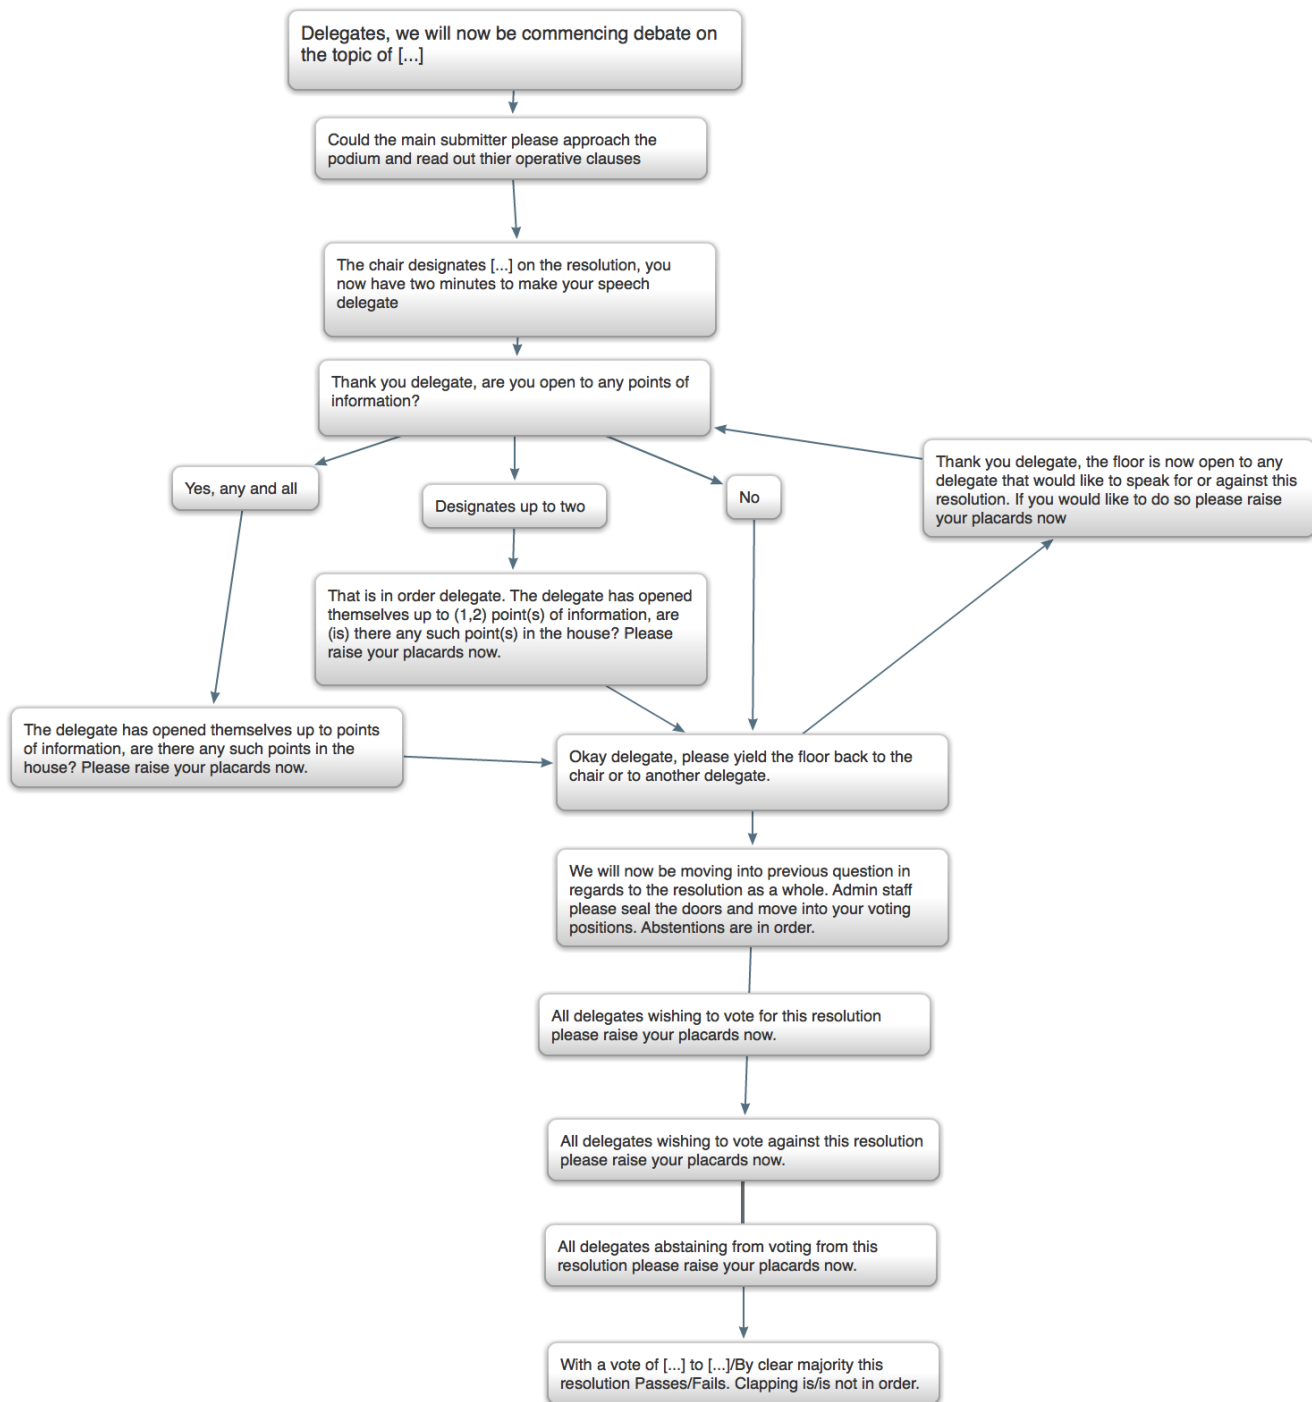 Delegates, we will now be commencing debate on
the topic of [...]
Could the main submitter please approach the
podium and read out thier operative clauses
The chair designates [...] on the resolution, you
now have two minutes to make your speech
delegate
Thank you delegate, are you open to any points of
information?
Thank you delegate, the floor is now open to any
delegate that would like to speak for or against this
resolution. If you would like to do so please raise
your placards now
Yes, any and all
Designates up to two
No
That is in order delegate. The delegate has opened
themselves up to (1,2) point(s) of information, are
(is) there any such point(s) in the house? Please
raise your placards now.
The delegate has opened themselves up to points
of information, are there any such points in the
house? Please raise your placards now.
Okay delegate, please yield the floor back to the
chair or to another delegate.
We will now be moving into previous question in
regards to the resolution as a whole. Admin staff
please seal the doors and move into your voting
positions. Abstentions are in order.
All delegates wishing to vote for this resolution
please raise your placards now.
All delegates wishing to vote against this resolution
please raise your placards now.
All delegates abstaining from voting from this
resolution please raise your placards now.
With a vote of [...] to [...]/By clear majority this
resolution Passes/Fails. Clapping is/is not in order.